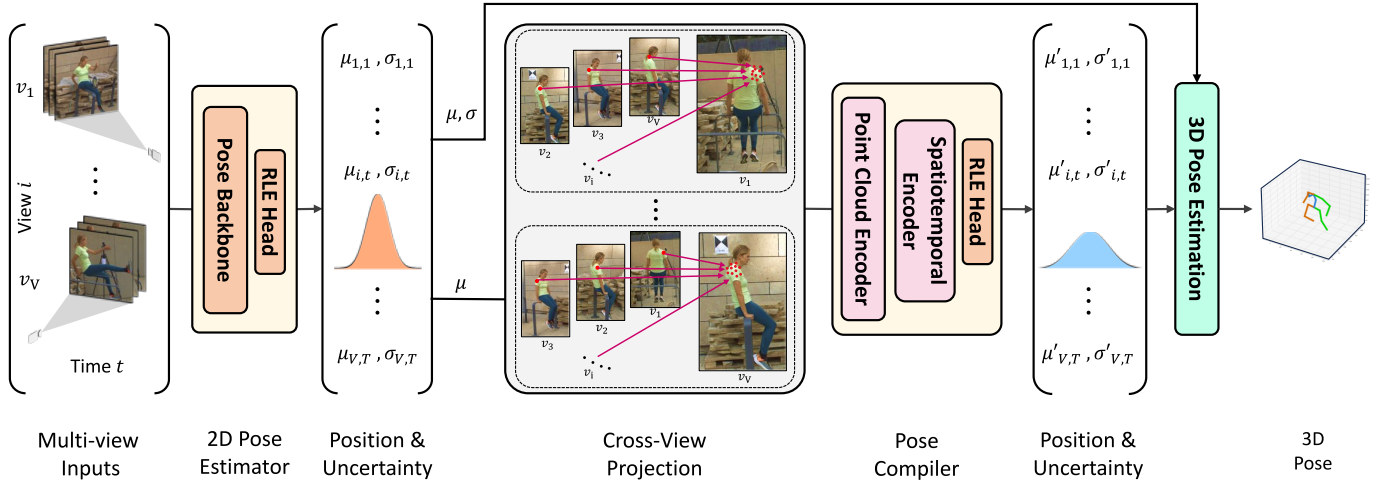 v1
View i
vV
Time t
Multi-view
Inputs
Pose Backbone
RLE Head
2D Pose
Estimator
μ1,1 , σ1,1
μi,t , σi,t
μV,T , σV,T
Position &
Uncertainty
μ, σ
μ
v2
v3
vV
vi
v1
v3
v2
v1
vi
vV
Cross-View
Projection
Point Cloud Encoder
Spatiotemporal
Encoder
RLE Head
Pose
Compiler
μ′1,1 , σ′1,1
μ′i,t , σ′i,t
μ′V,T , σ′V,T
Position &
Uncertainty
3D Pose Estimation
3D
Pose